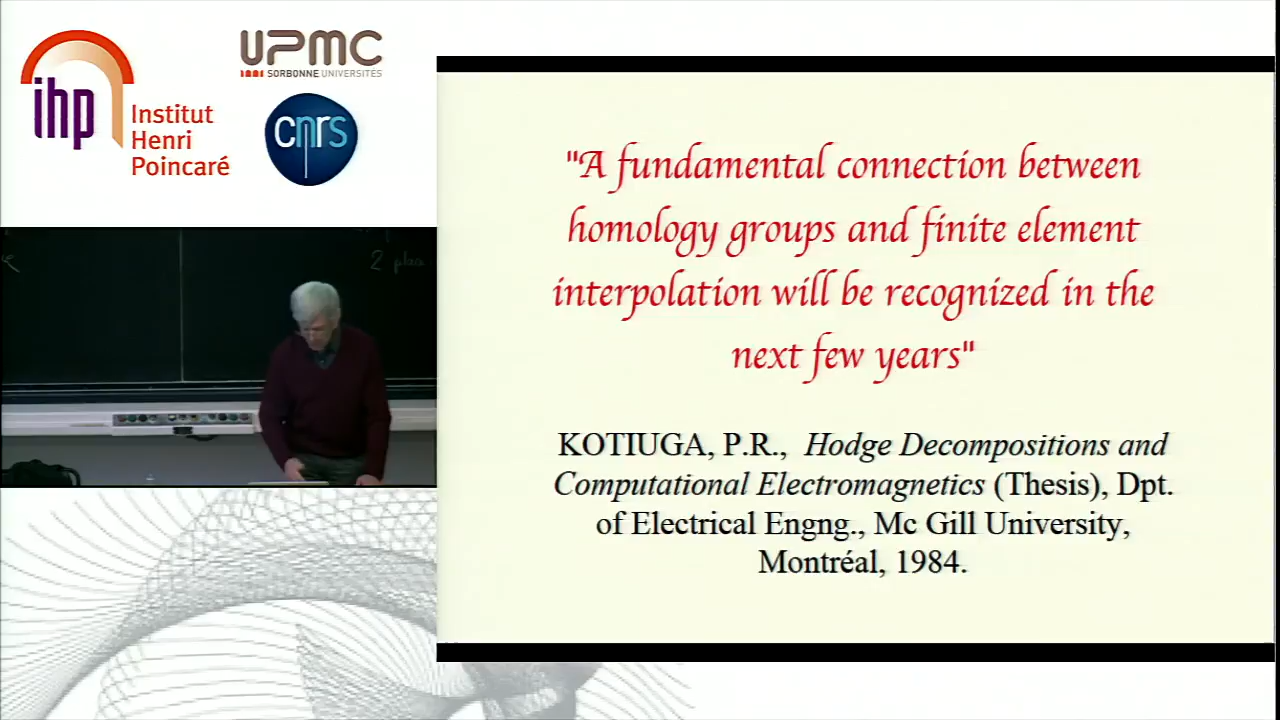 ihp
Institut
Henri
Poincaré
UPMC
SORBONNE UNIVERSITÉS
cnrs
2
"A fundamental connection between
homology groups and finite element
interpolation will be recognized in the
next few years"
KOTIUGA, P.R., Hodge Decompositions and
Computational Electromagnetics (Thesis), Dpt.
of Electrical Engng., Mc Gill University,
Montréal, 1984.